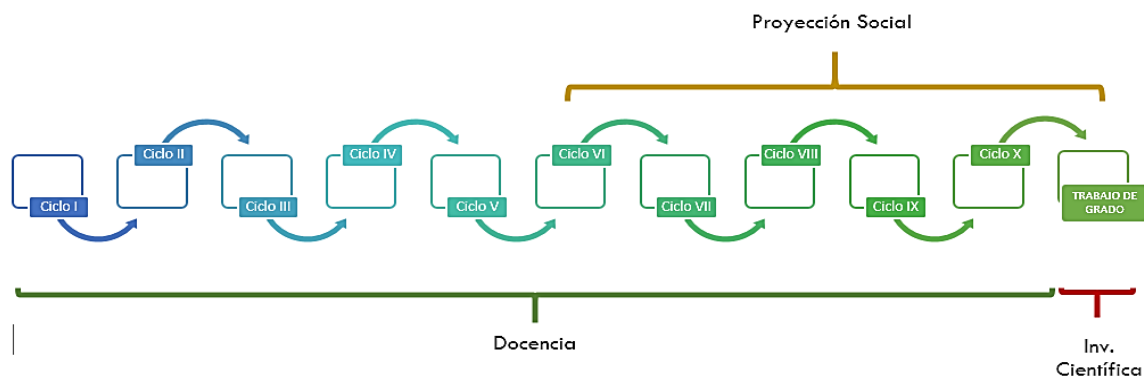 Proyección Social
Ciclo I
Ciclo II
Ciclo III
Ciclo IV
Ciclo V
Ciclo VI
Ciclo VII
Ciclo VIII
Ciclo IX
Ciclo X
TRABAJO DE
GRADO
Docencia
Inv.
Científica